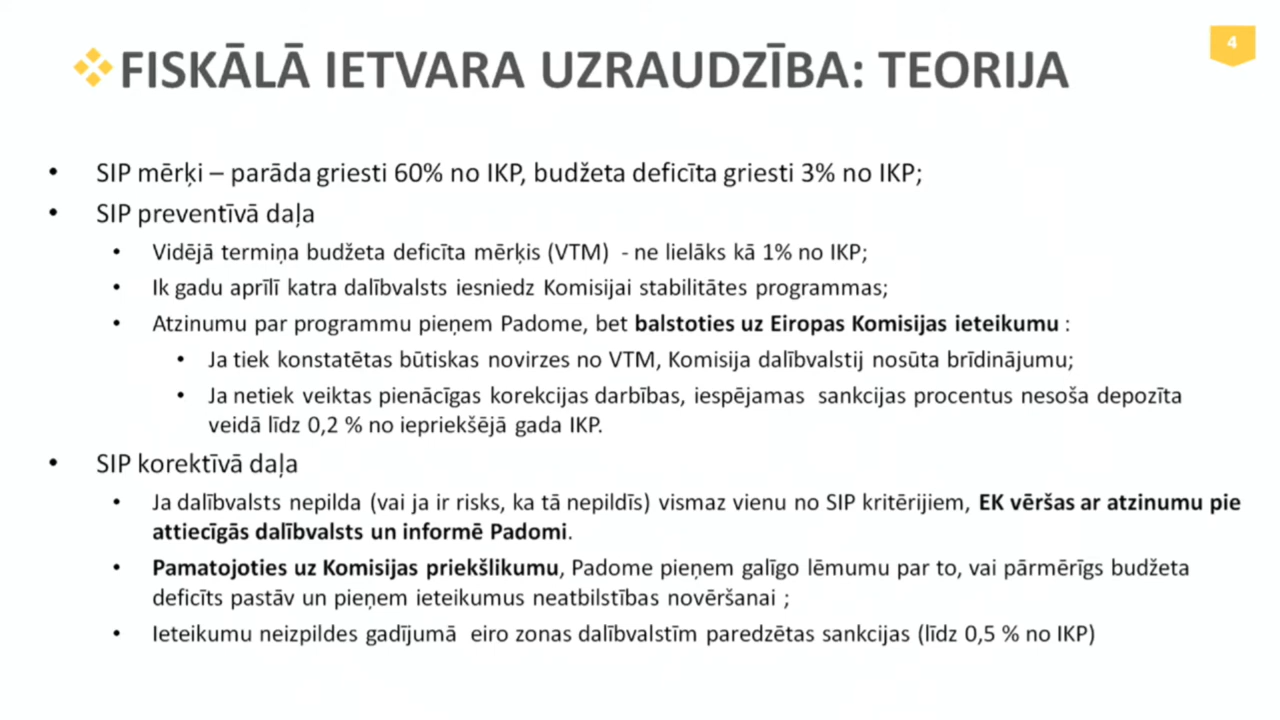 4
FISKĀLĀ IETVARA UZRAUDZĪBA: TEORIJA
• SIP mērķi – parāda griesti 60% no IKP, budžeta deficīta griesti 3% no IKP;
• SIP preventīvā daļa
• Vidējā termiņa budžeta deficīta mērķis (VTM) - ne lielāks kā 1% no IKP;
• Ik gadu aprīlī katra dalībvalsts iesniedz Komisijai stabilitātes programmas;
• Atzinumu par programmu pieņem Padome, bet balstoties uz Eiropas Komisijas ieteikumu :
• Ja tiek konstatētas būtiskas novirzes no VTM, Komisija dalībvalstij nosūta brīdinājumu;
• Ja netiek veiktas pienācīgas korekcijas darbības, iespējamas sankcijas procentus nesoša depozīta
veidā līdz 0,2 % no iepriekšējā gada IKP.
• SIP korektīvā daļa
• Ja dalībvalsts nepilda (vai ja ir risks, ka tā nepildīs) vismaz vienu no SIP kritērijiem, EK vēršas ar atzinumu pie
attiecīgās dalībvalsts un informē Padomi.
• Pamatojoties uz Komisijas priekšlikumu, Padome pieņem galīgo lēmumu par to, vai pārmērīgs budžeta
deficīts pastāv un pieņem ieteikumus neatbilstības novēršanai ;
• Ieteikumu neizpildes gadījumā eiro zonas dalībvalstīm paredzētas sankcijas (līdz 0,5 % no IKP)